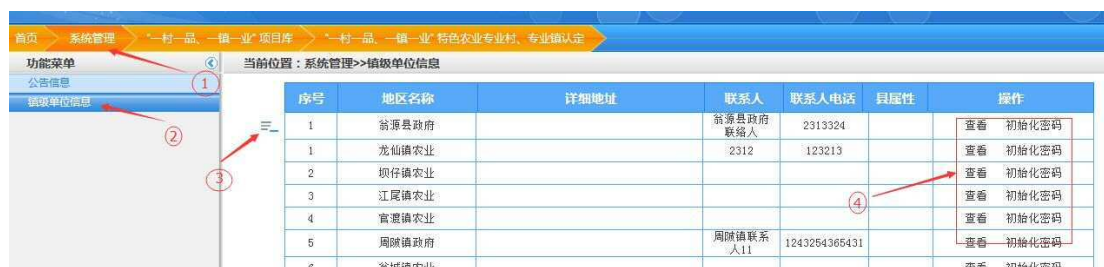 首页 系统管理 “一村一品、一镇一业”项目库 “一村一品、一镇一业”特色农业专业村、专业镇认定
功能菜单 当前位置：系统管理>>镇级单位信息
公告信息
镇级单位信息
① ② ③ ④
序号 地区名称 详细地址 联系人 联系人电话 县属性 操作
1 翁源县政府 翁源县政府联络人 2313324 查看 初始化密码
1 龙仙镇农业 2312 123213 查看 初始化密码
2 坝仔镇农业 查看 初始化密码
3 江尾镇农业 查看 初始化密码
4 官渡镇农业 查看 初始化密码
5 周陂镇政府 周陂镇联系人11 1243254365431 查看 初始化密码